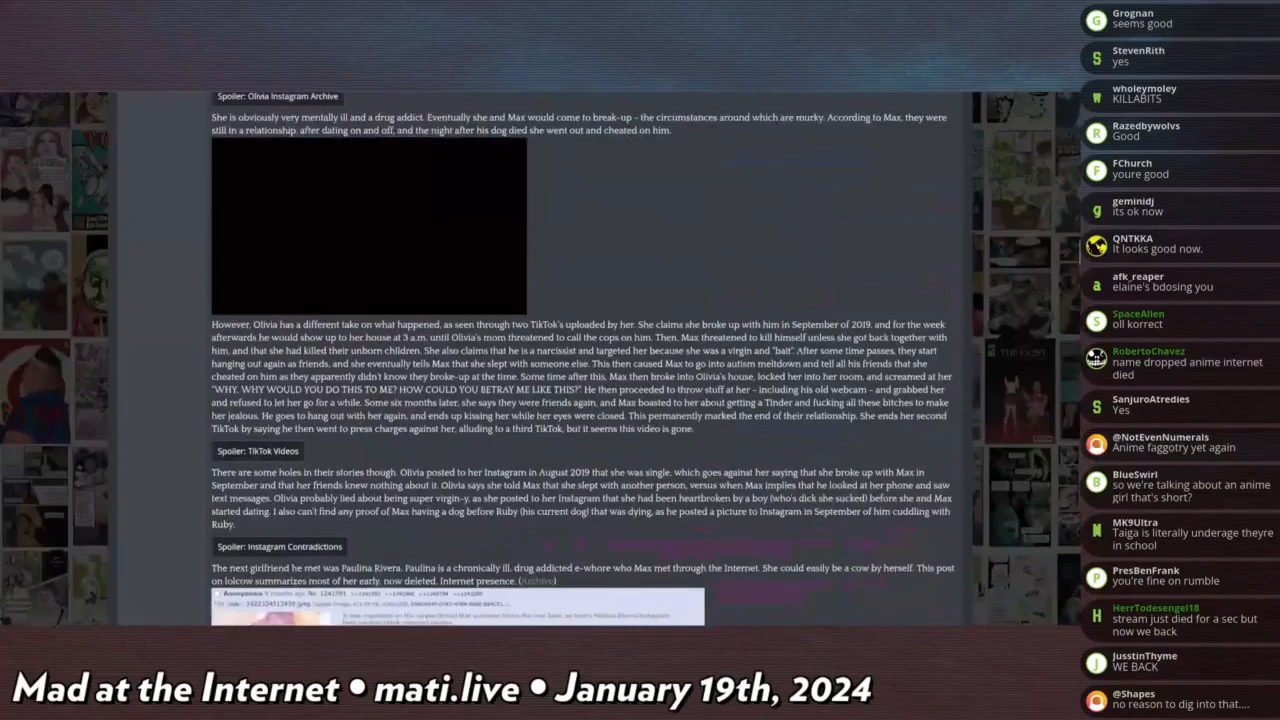 Spoiler: Olivia Instagram Archive
She is obviously very mentally ill and a drug addict. Eventually she and Max would come to break-up - the circumstances around which are murky. According to Max, they were
still in a relationship, after dating on and off, and the night after his dog died she went out and cheated on him.
However, Olivia has a different take on what happened, as seen through two TikTok's uploaded by her. She claims she broke up with him in September of 2019, and for the week
afterwards he would show up to her house at 3 a.m. until Olivia's mom threatened to call the cops on him. Then, Max threatened to kill himself unless she got back together with
him, and that she had killed their unborn children. She also claims that he is a narcissist and targeted her because she was a virgin and "bait". After some time passes, they start
hanging out again as friends, and she eventually tells Max that she slept with someone else. This then caused Max to go into autism meltdown and tell all his friends that she
cheated on him as they apparently didn't know they broke-up at the time. Some time after this, Max then broke into Olivia's house, locked her into her room, and screamed at her
"WHY, WHY WOULD YOU DO THIS TO ME? HOW COULD YOU BETRAY ME LIKE THIS?" He then proceeded to throw stuff at her - including his old webcam - and grabbed her
and refused to let her go for a while. Some six months later, she says they were friends again, and Max boasted to her about getting a Tinder and fucking all these bitches to make
her jealous. He goes to hang out with her again, and ends up kissing her while her eyes were closed. This permanently marked the end of their relationship. She ends her second
TikTok by saying he then went to press charges against her, alluding to a third TikTok, but it seems this video is gone.
Spoiler: TikTok Videos
There are some holes in their stories though. Olivia posted to her Instagram in August 2019 that she was single, which goes against her saying that she broke up with Max in
September and that her friends knew nothing about it. Olivia says she told Max that she slept with another person, versus when Max implies that he looked at her phone and saw
text messages. Olivia probably lied about being super virgin-y, as she posted to her Instagram that she had been heartbroken by a boy (who's dick she sucked) before she and Max
started dating. I also can't find any proof of Max having a dog before Ruby (his current dog) that was dying, as he posted a picture to Instagram in September of him cuddling with
Ruby.
Spoiler: Instagram Contradictions
The next girlfriend he met was Paulina Rivera. Paulina is a chronically ill, drug addicted e-whore who Max met through the Internet. She could easily be a cow by herself. This post
on lolcow summarizes most of her early, now deleted, Internet presence. (Archive)
Anonymous
Mad at the Internet • mati.live • January 19th, 2024
Grognan
seems good
StevenRith
yes
wholeymoley
KILLABITS
Razedbywolvs
Good
FChurch
youre good
geminidj
its ok now
QNTKKA
It looks good now.
afk_reaper
elaine's bdosing you
SpaceAllen
oll korrect
RobertoChavez
name dropped anime internet
died
SanjuroAtredies
Yes
@NotEvenNumerals
Anime faggotry yet again
BlueSwirl
so we're talking about an anime
girl that's short?
MK9Ultra
Taiga is literally underage theyre
in school
PresBenFrank
you're fine on rumble
HerrTodesengel18
stream just died for a sec but
now we back
JusstinThyme
WE BACK
@Shapes
no reason to dig into that....